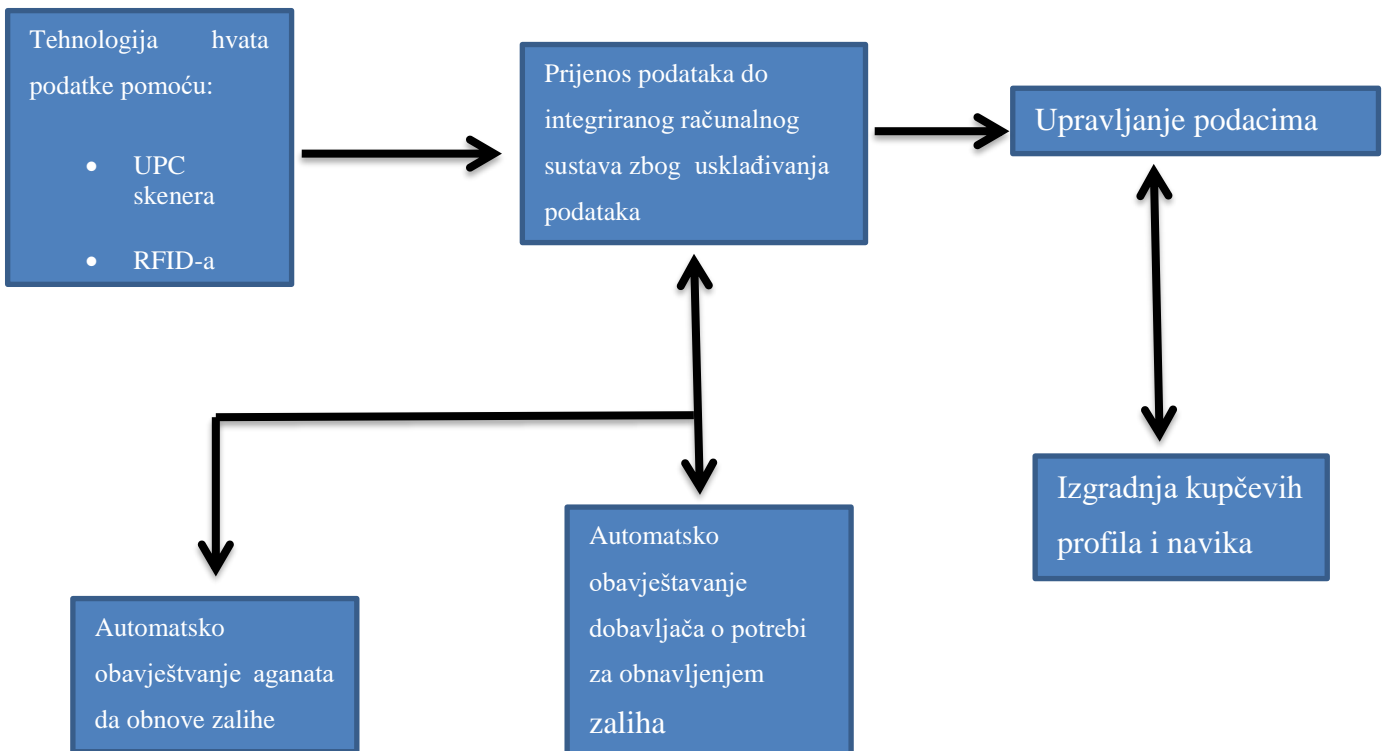 Tehnologija hvata
podatke pomoću:
• UPC
skenera
• RFID-a
Prijenos podataka do
integriranog računalnog
sustava zbog usklađivanja
podataka
Upravljanje podacima
Automatsko
obavještvanje aganata
da obnove zalihe
Automatsko
obavještavanje
dobavljača o potrebi
za obnavljenjem
zaliha
Izgradnja kupčevih
profila i navika